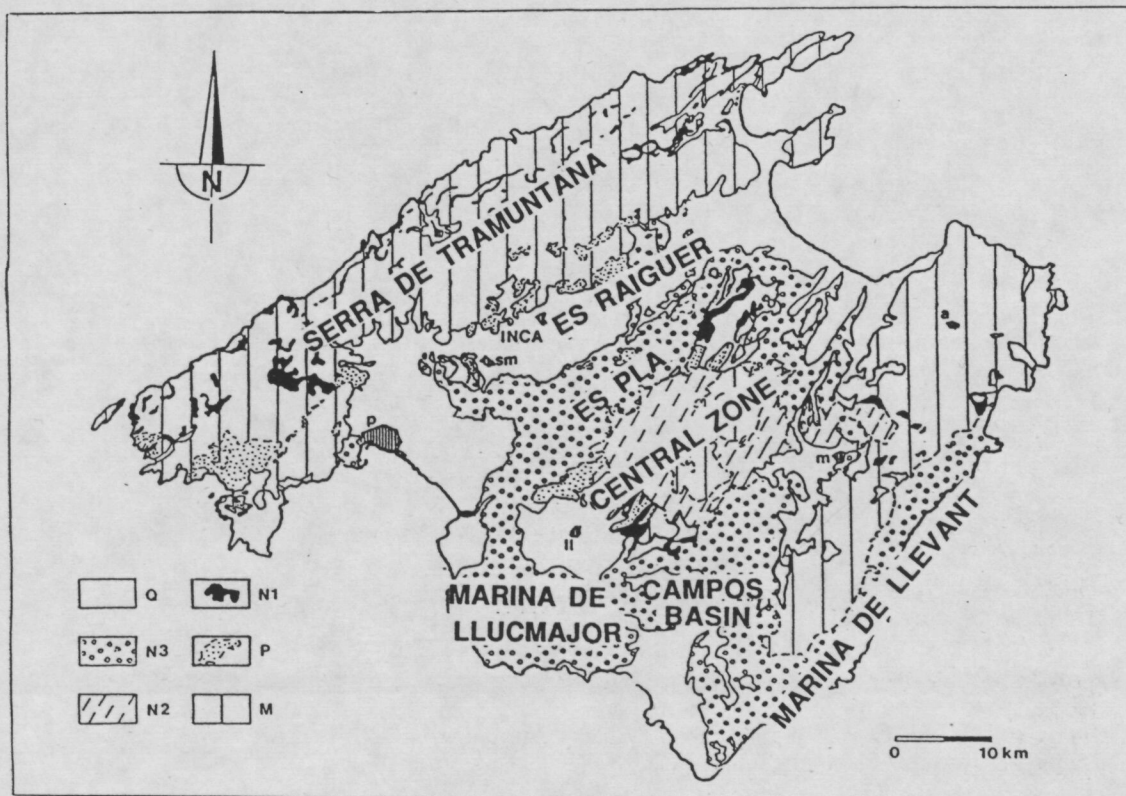 N
SERRA DE TRAMUNTANA
ES RAIGUER
INCA
sm
ES PLA
a
P
CENTRAL ZONE
m
ll
MARINA DE
LLUCMAJOR
CAMPOS
BASIN
MARINA DE LLEVANT
Q
N1
N3
P
N2
M
0 10 km